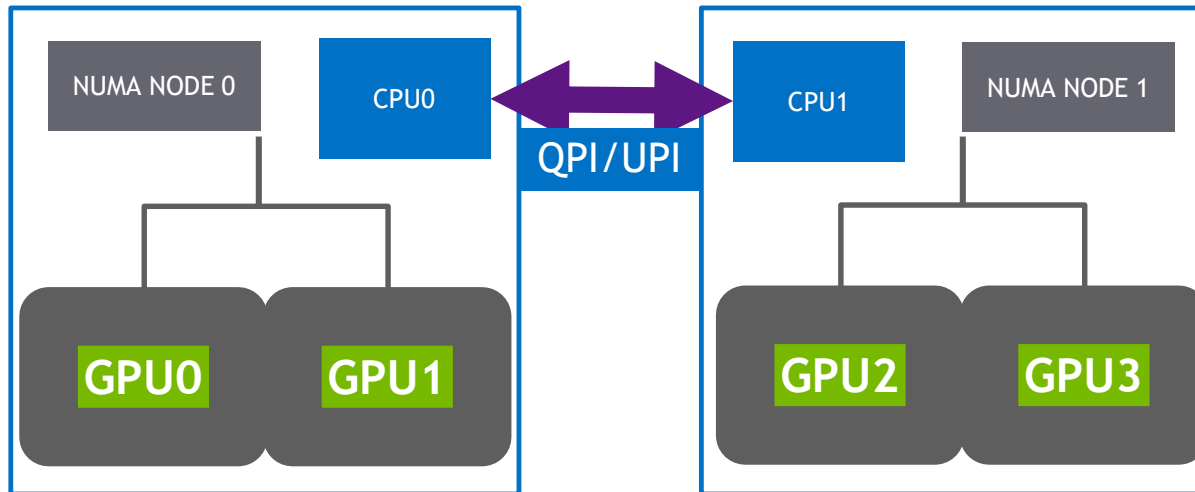 NUMA NODE 0
CPU0
QPI/UPI
CPU1
NUMA NODE 1
GPU0
GPU1
GPU2
GPU3